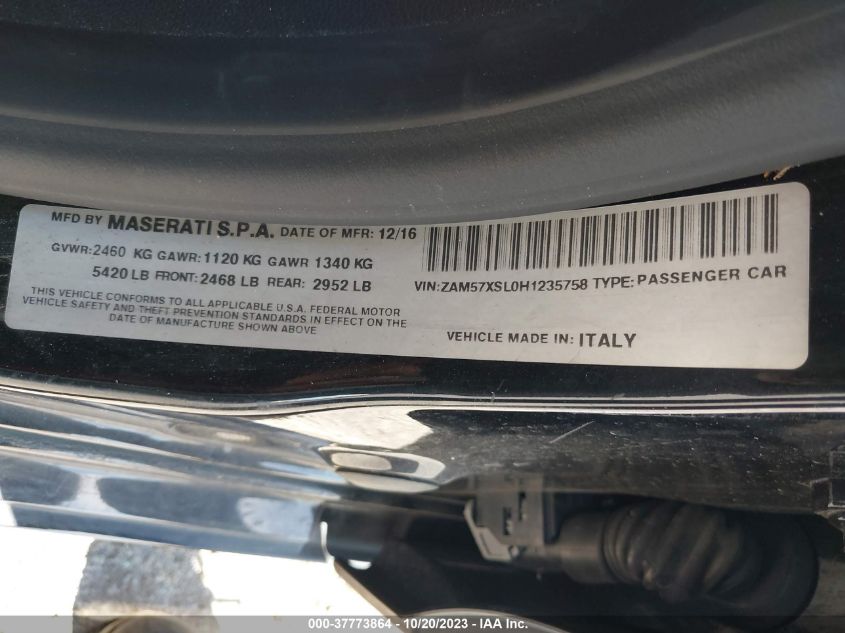 MFD BY MASERATI S.P.A. DATE OF MFR: 12/16
GVWR:2460 KG GAWR:1120 KG GAWR 1340 KG
5420 LB FRONT: 2468 LB REAR: 2952 LB
THIS VEHICLE CONFORMS TO ALL APPLICABLE U.S.A. FEDERAL MOTOR
VEHICLE SAFETY AND THEFT PREVENTION STANDARDS IN EFFECT ON THE
DATE OF MANUFACTURE SHOWN ABOVE
VIN:ZAM57XSL0H1235758 TYPE: PASSENGER CAR
VEHICLE MADE IN: ITALY
000-37773864 - 10/20/2023 - IAA Inc.